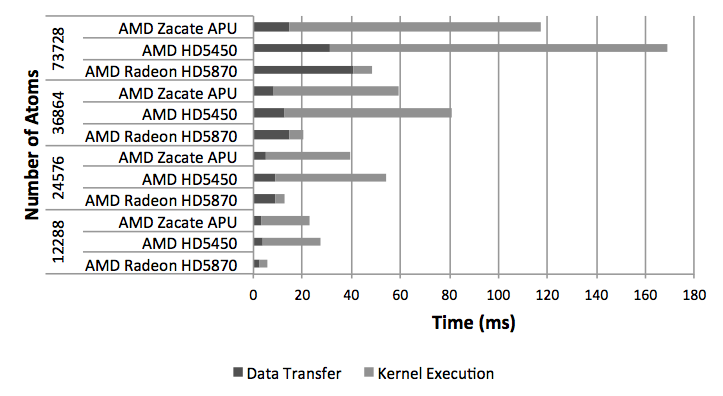 Number of Atoms
73728
AMD Zacate APU
AMD HD5450
AMD Radeon HD5870
36864
AMD Zacate APU
AMD HD5450
AMD Radeon HD5870
24576
AMD Zacate APU
AMD HD5450
AMD Radeon HD5870
12288
AMD Zacate APU
AMD HD5450
AMD Radeon HD5870
0 20 40 60 80 100 120 140 160 180
Time (ms)
Data Transfer Kernel Execution